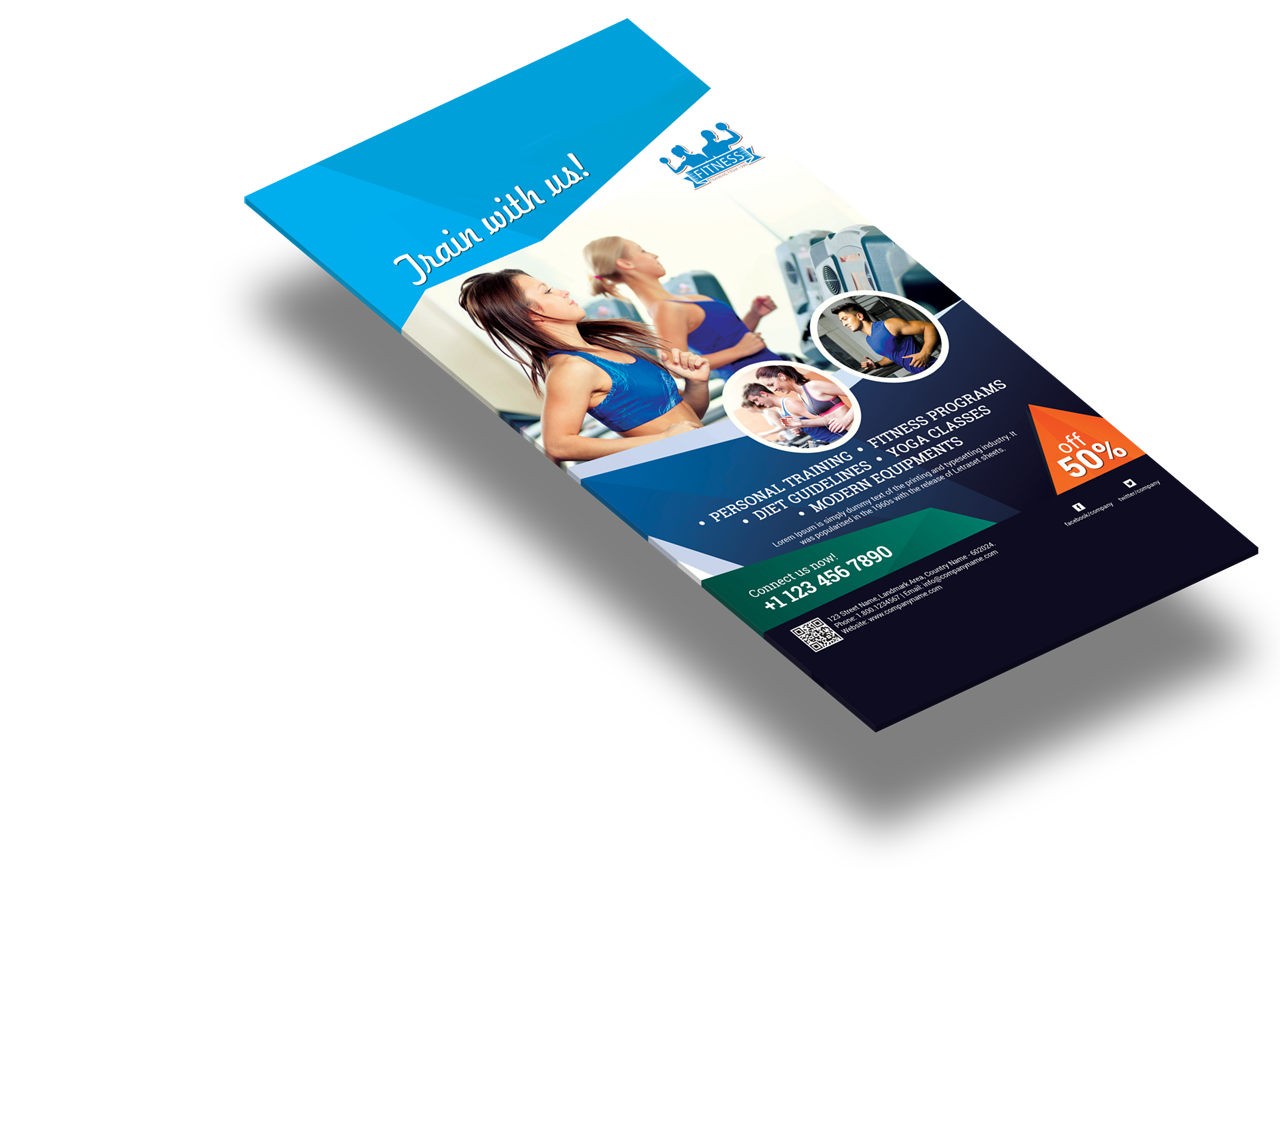 Train with us!
FITNESS
• PERSONAL TRAINING • FITNESS PROGRAMS
• DIET GUIDELINES • YOGA CLASSES
• MODERN EQUIPMENTS
Lorem Ipsum is simply dummy text of the printing and typesetting industry. It
was popularised in the 1960s with the release of Letraset sheets.
off
50%
Connect us now!
+1 123 456 7890
facebook/company
twitter/company
123 Street Name, Landmark Area, Country Name - 602024.
Phone: 1.800.1234567 | Email: info@companyname.com
Website: www.companyname.com